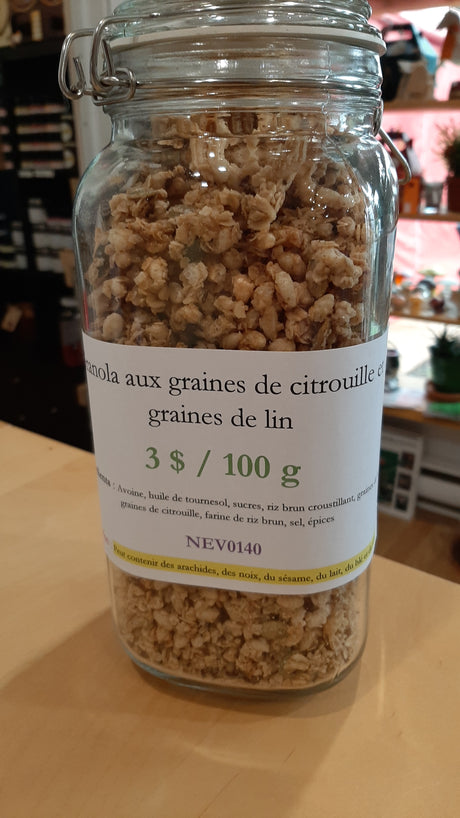 aux graines de citrouille
graines de lin
3 $ / 100 g
: Avoine, huile de tournesol, sucres, riz brun croustillant,
graines de citrouille, farine de riz brun, sel, épices
NEV0140
Peut contenir des arachides, des noix, du sésame, du lait, du blé